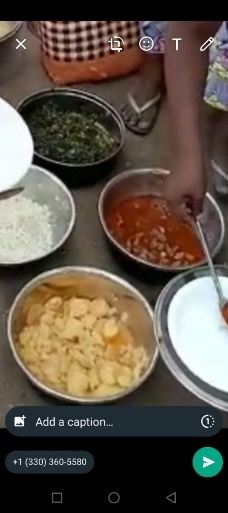 T
Add a caption...
+1 (330) 360-5580